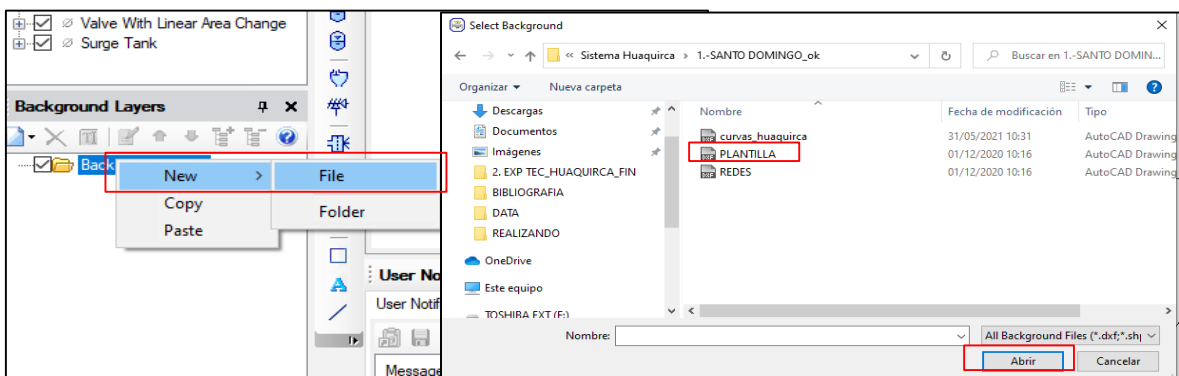 Valve With Linear Area Change
Surge Tank
Background Layers
Back
New
File
Copy
Folder
Paste
A
User No
User Notif
Message
Select Background
« Sistema Huaquirca > 1.-SANTO DOMINGO_ok
Buscar en 1.-SANTO DOMIN...
Organizar
Nueva carpeta
Descargas
Documentos
Imágenes
2. EXP TEC_HUAQUIRCA_FIN
BIBLIOGRAFIA
DATA
REALIZANDO
OneDrive
Este equipo
TOSHIBA EXT (E:)
Nombre
Fecha de modificación
Tipo
curvas_huaquirca
31/05/2021 10:31
AutoCAD Drawing
PLANTILLA
01/12/2020 10:16
AutoCAD Drawing
REDES
01/12/2020 10:16
AutoCAD Drawing
Nombre:
All Background Files (*.dxf;*.sh
Abrir
Cancelar